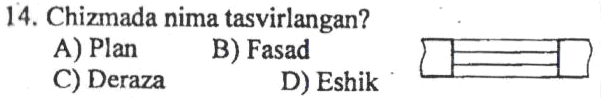 14. Chizmada nima tasvirlangan?
A) Plan B) Fasad
C) Deraza D) Eshik